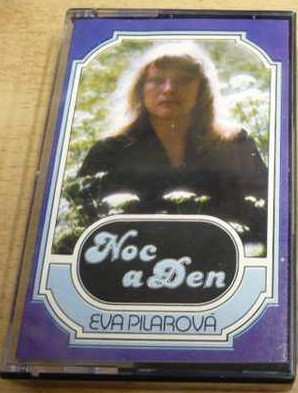 Noc
a Den
EVA PILAROVÁ